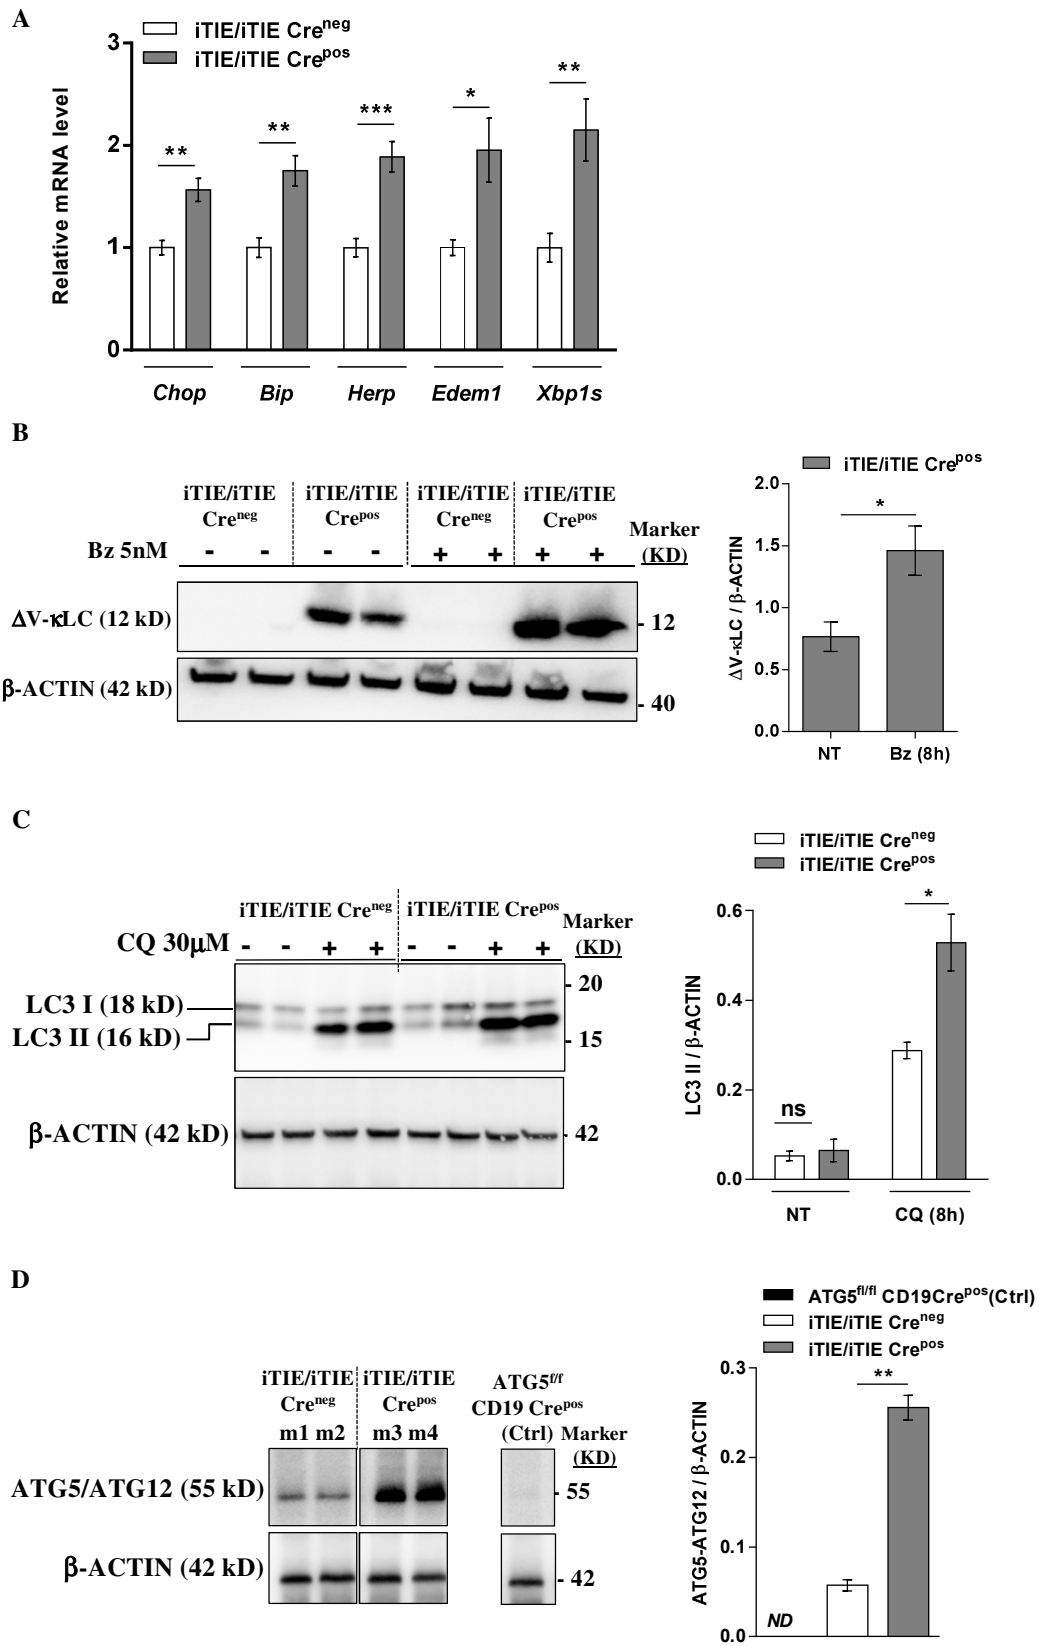 A
iTIE/iTIE Cre^neg
iTIE/iTIE Cre^pos
Relative mRNA level
3
2
1
0
** ** *** * **
Chop Bip Herp Edem1 Xbp1s
B
iTIE/iTIE iTIE/iTIE iTIE/iTIE iTIE/iTIE
Cre^neg Cre^pos Cre^neg Cre^pos
Marker
(KD)
Bz 5nM - - - - + + + +
ΔV-κLC (12 kD)
- 12
β-ACTIN (42 kD)
- 40
iTIE/iTIE Cre^pos
ΔV-κLC / β-ACTIN
2.0
1.5
1.0
0.5
0.0
*
NT Bz (8h)
C
iTIE/iTIE Cre^neg iTIE/iTIE Cre^pos
Marker
(KD)
CQ 30μM - - + + - - + +
- 20
LC3 I (18 kD)
LC3 II (16 kD)
- 15
β-ACTIN (42 kD)
- 42
iTIE/iTIE Cre^neg
iTIE/iTIE Cre^pos
LC3 II / β-ACTIN
0.6
0.4
0.2
0.0
ns
*
NT CQ (8h)
D
iTIE/iTIE iTIE/iTIE ATG5^f/f
Cre^neg Cre^pos CD19 Cre^pos
m1 m2 m3 m4 (Ctrl) Marker
(KD)
ATG5/ATG12 (55 kD)
- 55
β-ACTIN (42 kD)
- 42
ATG5^fl/fl CD19Cre^pos(Ctrl)
iTIE/iTIE Cre^neg
iTIE/iTIE Cre^pos
ATG5-ATG12 / β-ACTIN
0.3
0.2
0.1
0.0
**
ND